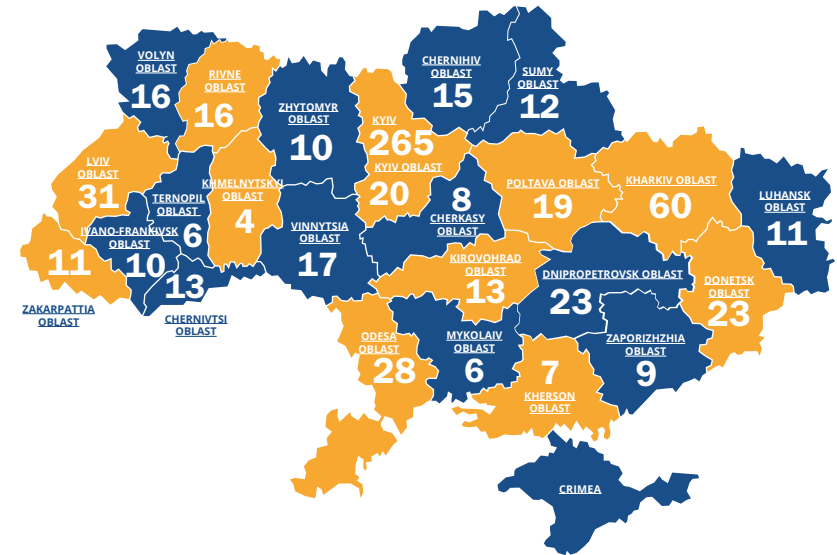 VOLYN
OBLAST
16
RIVNE
OBLAST
16
ZHYTOMYR
OBLAST
10
KYIV
265
KYIV OBLAST
20
CHERNIHIV
OBLAST
15
SUMY
OBLAST
12
LVIV
OBLAST
31
TERNOPIL
OBLAST
6
KHMELNYTSKYI
OBLAST
4
IVANO-FRANKIVSK
OBLAST
10
11
ZAKARPATTIA
OBLAST
13
CHERNIVTSI
OBLAST
VINNYTSIA
OBLAST
17
8
CHERKASY
OBLAST
POLTAVA OBLAST
19
KHARKIV OBLAST
60
LUHANSK
OBLAST
11
KIROVOHRAD
OBLAST
13
DNIPROPETROVSK OBLAST
23
DONETSK
OBLAST
23
ODESA
OBLAST
28
MYKOLAIV
OBLAST
6
7
KHERSON
OBLAST
ZAPORIZHZHIA
OBLAST
9
CRIMEA